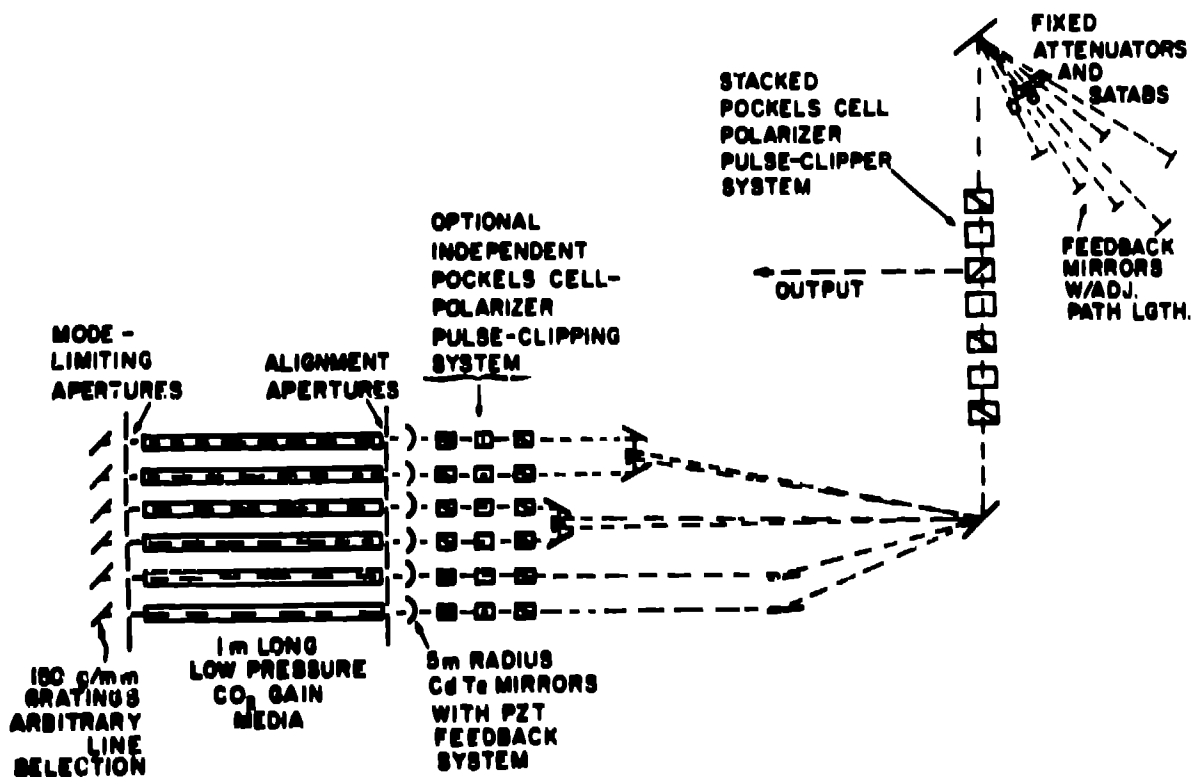 FIXED
ATTENUATORS
AND
SATABS
STACKED
POCKELS CELL
POLARIZER
PULSE-CLIPPER
SYSTEM
OPTIONAL
INDEPENDENT
POCKELS CELL-
POLARIZER
PULSE-CLIPPING
SYSTEM
OUTPUT
FEEDBACK
MIRRORS
W/ADJ.
PATH LGTH.
MODE -
LIMITING
APERTURES
ALIGNMENT
APERTURES
150 g/mm
GRATINGS
ARBITRARY
LINE
SELECTION
1m LONG
LOW PRESSURE
CO2 GAIN
MEDIA
5m RADIUS
CdTe MIRRORS
WITH PZT
FEEDBACK
SYSTEM